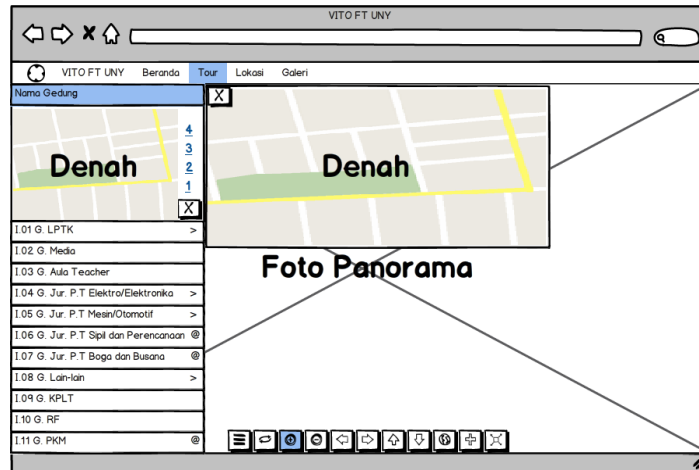 VITO FT UNY
VITO FT UNY Beranda Tour Lokasi Galeri
Nama Gedung
X
Denah
4
3
2
1
X
Denah
Foto Panorama
I.01 G. LPTK >
I.02 G. Media
I.03 G. Aula Teacher
I.04 G. Jur. P.T Elektro/Elektronika >
I.05 G. Jur. P.T Mesin/Otomotif >
I.06 G. Jur. P.T Sipil dan Perencanaan @
I.07 G. Jur. P.T Boga dan Busana @
I.08 G. Lain-lain >
I.09 G. KPLT
I.10 G. RF
I.11 G. PKM @